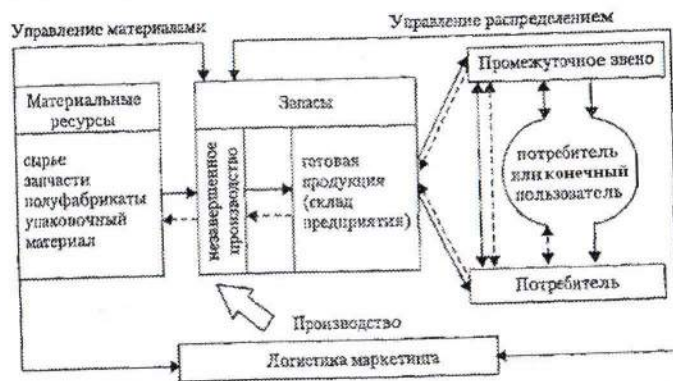 Управление материалами
Управление распределением
Промежуточное звено
Материальные
ресурсы
Запасы
сырье
запчасти
полуфабрикаты
упаковочный
материал
незавершенное
производство
готовая
продукция
(склад
предприятия)
потребитель
или конечный
пользователь
Потребитель
Производство
Логистика маркетинга